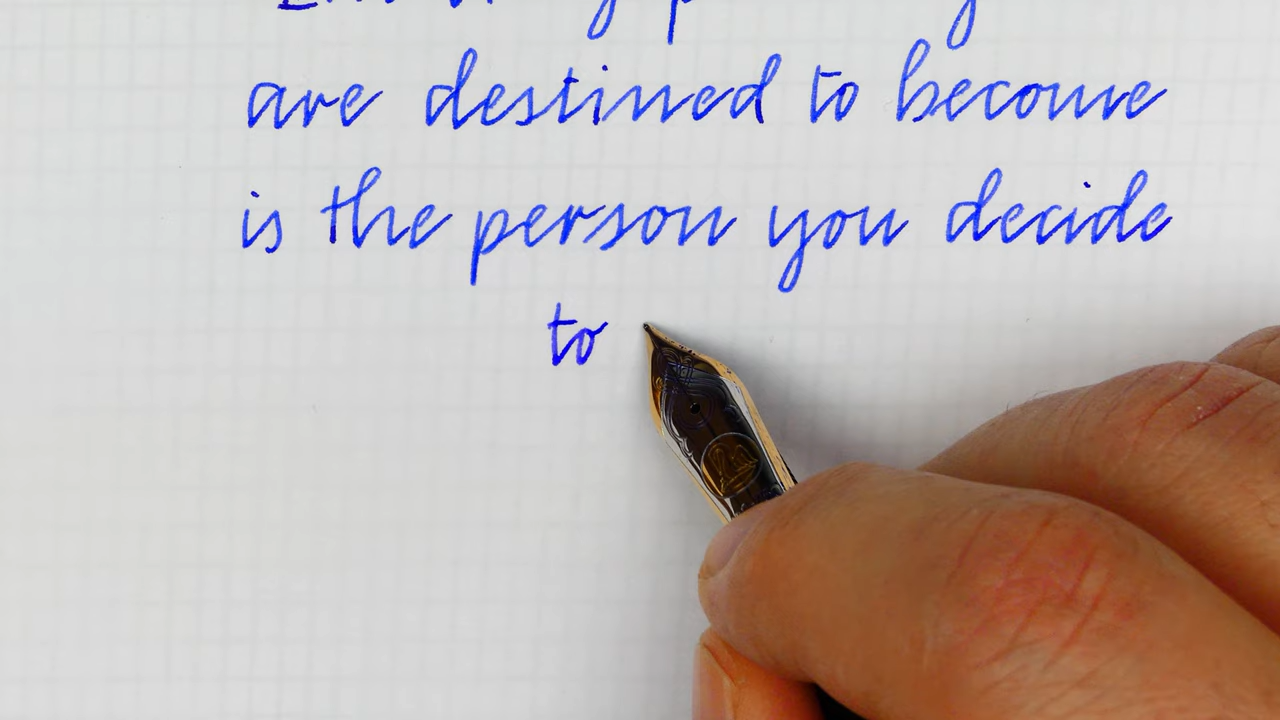 are destined to become
is the person you decide
to